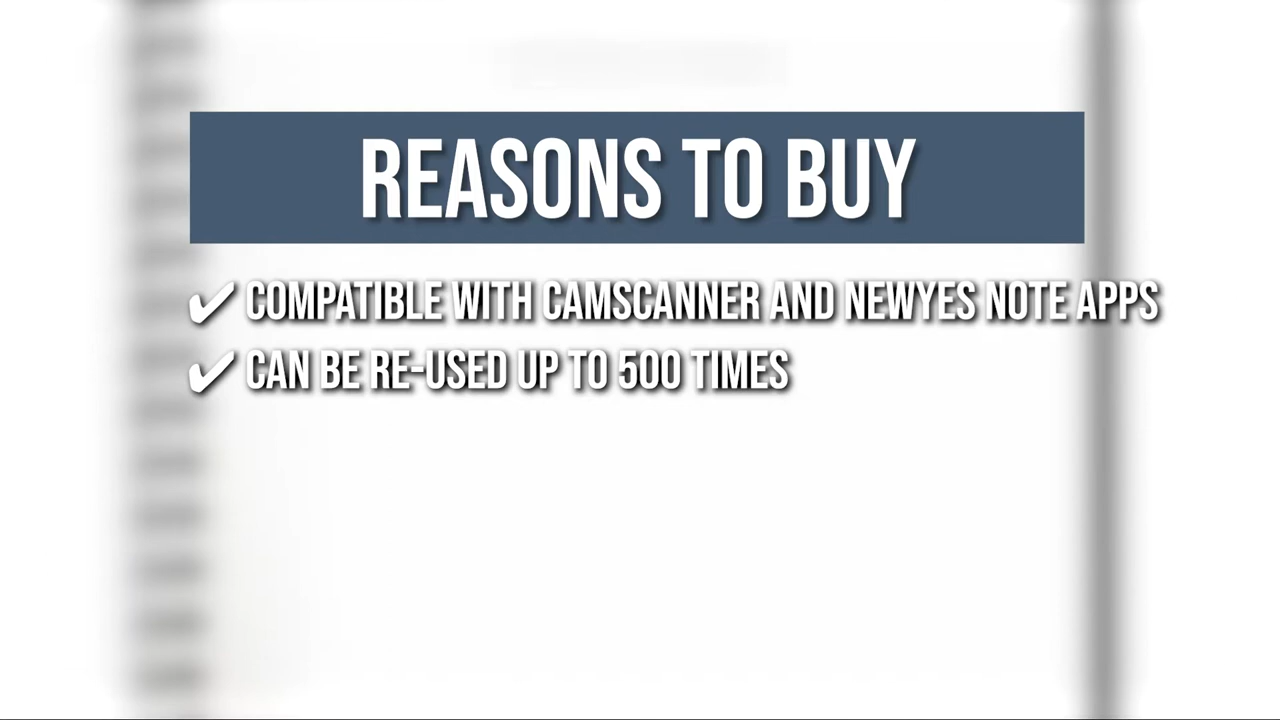 REASONS TO BUY
✔ COMPATIBLE WITH CAMSCANNER AND NEWYES NOTE APPS
✔ CAN BE RE-USED UP TO 500 TIMES